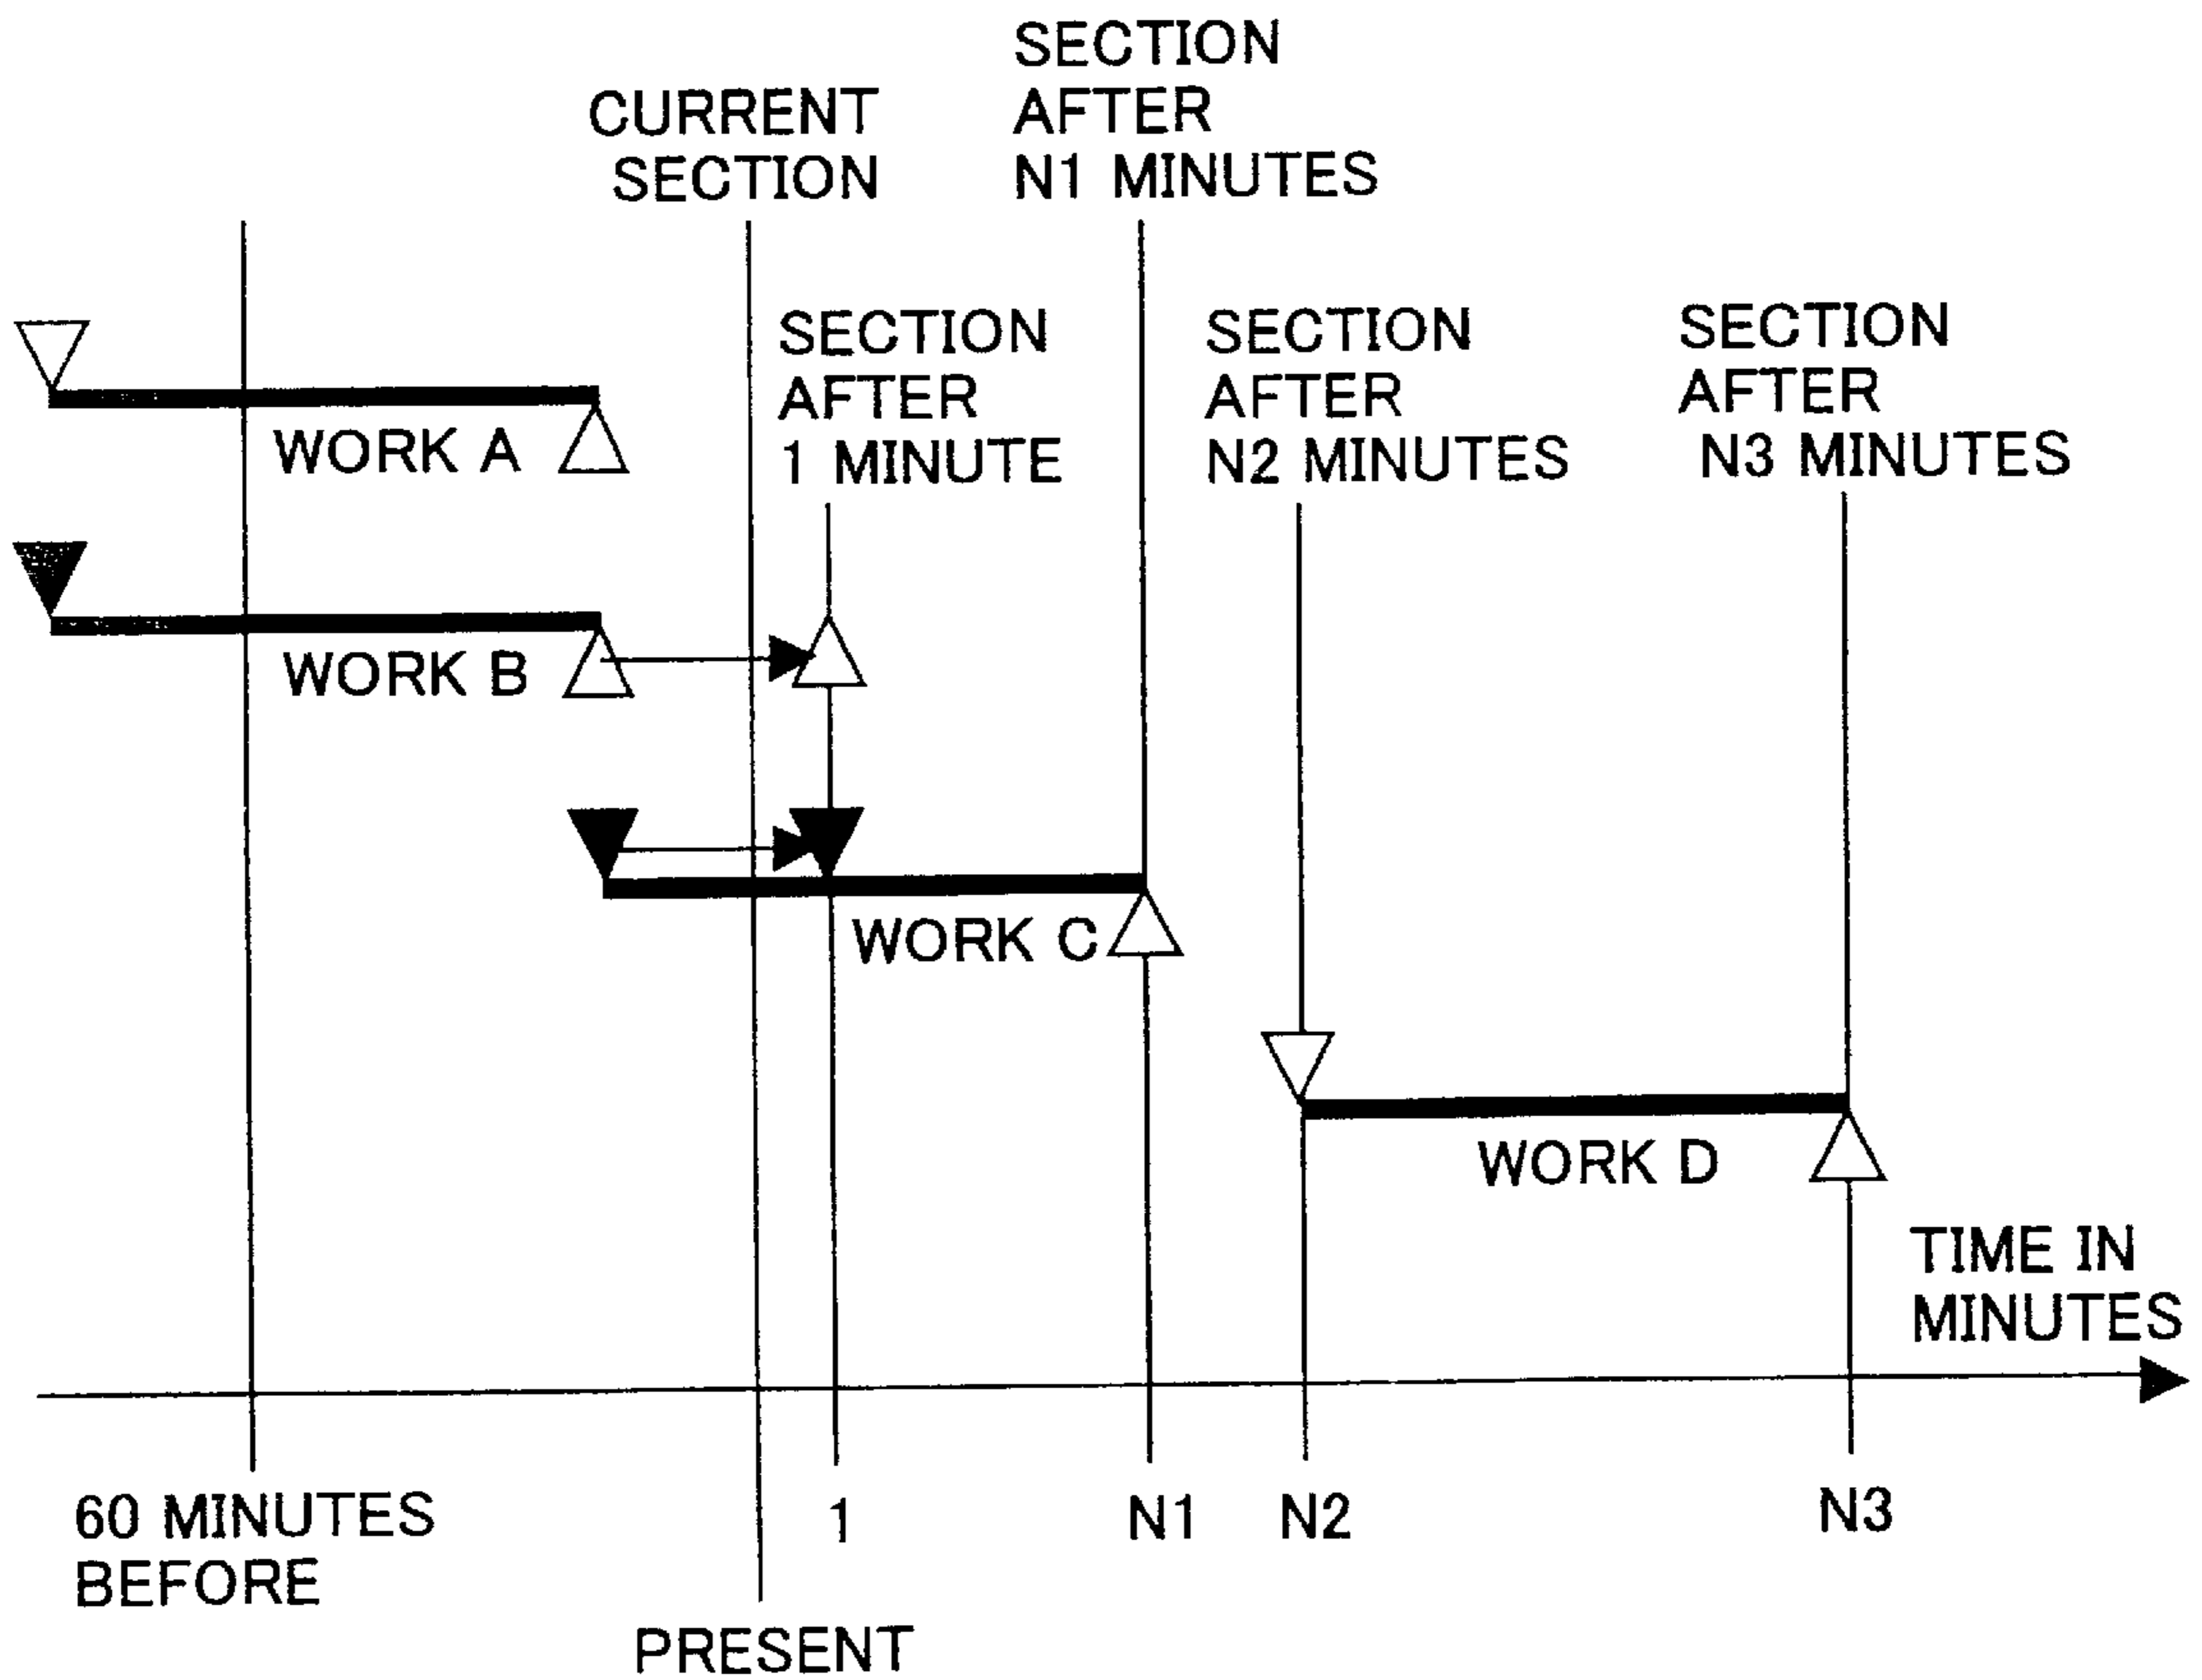 SECTION
AFTER
N1 MINUTES
CURRENT
SECTION
SECTION
AFTER
1 MINUTE
SECTION
AFTER
N2 MINUTES
SECTION
AFTER
N3 MINUTES
WORK A
WORK B
WORK C
WORK D
TIME IN
MINUTES
60 MINUTES
BEFORE
PRESENT
1
N1
N2
N3